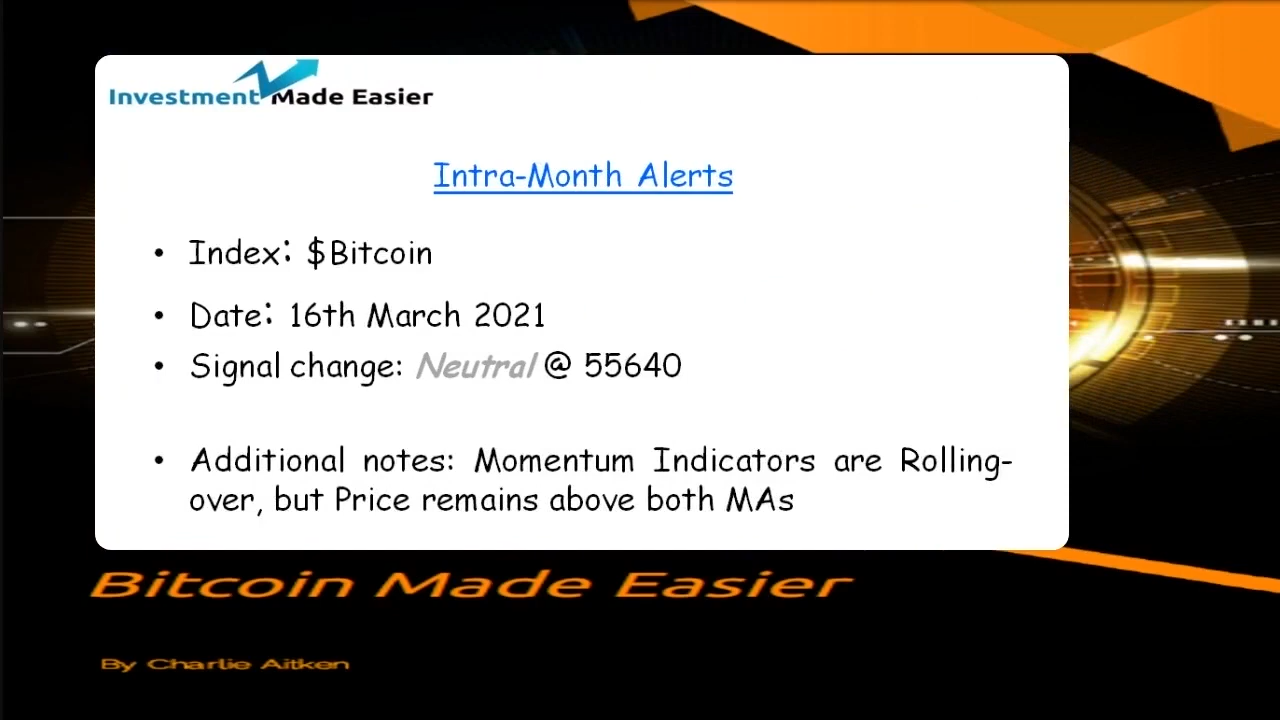 Investment Made Easier
Intra-Month Alerts
• Index: $Bitcoin
• Date: 16th March 2021
• Signal change: Neutral @ 55640
• Additional notes: Momentum Indicators are Rolling-
over, but Price remains above both MAs
Bitcoin Made Easier
By Charlie Aitken